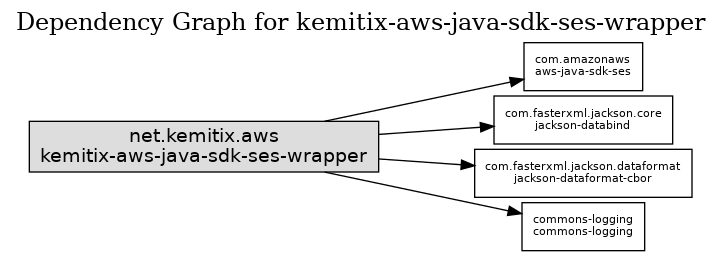 Dependency Graph for kemitix-aws-java-sdk-ses-wrapper
net.kemitix.aws
kemitix-aws-java-sdk-ses-wrapper
com.amazonaws
aws-java-sdk-ses
com.fasterxml.jackson.core
jackson-databind
com.fasterxml.jackson.dataformat
jackson-dataformat-cbor
commons-logging
commons-logging